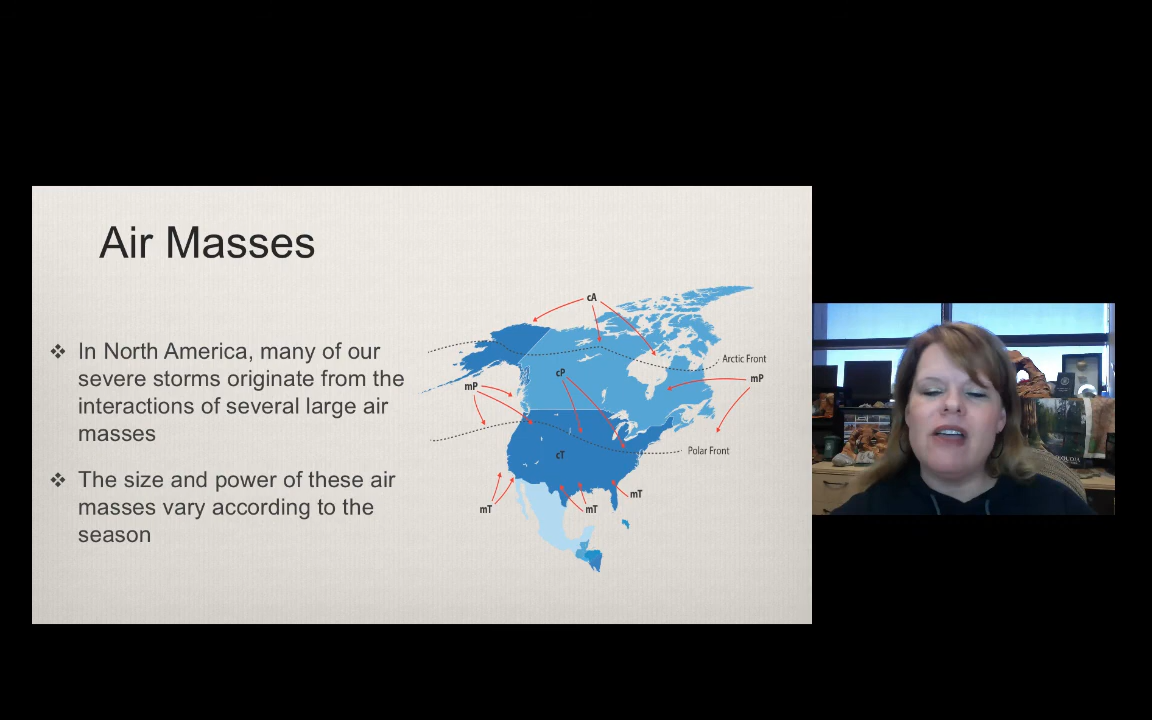 Air Masses
In North America, many of our
severe storms originate from the
interactions of several large air
masses
The size and power of these air
masses vary according to the
season
cA
Arctic Front
cP
mP
mP
Polar Front
cT
mT
mT
mT